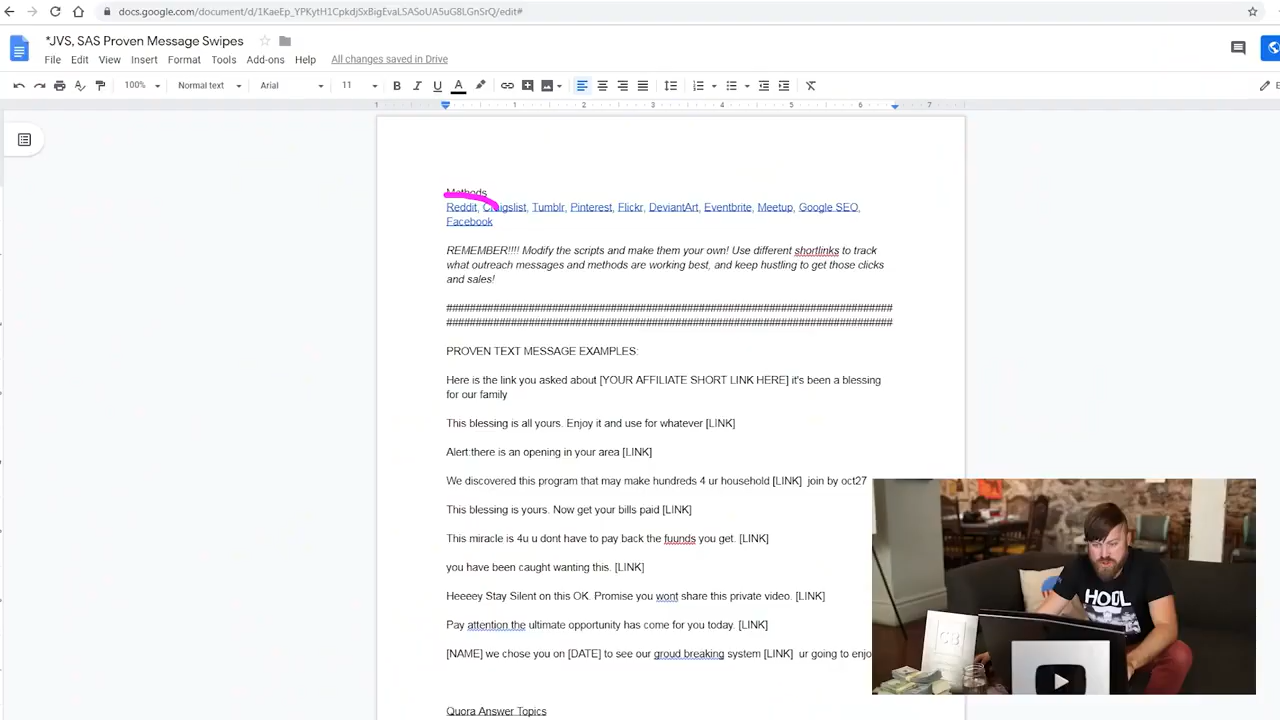 docs.google.com/document/d/1KaeEp_YPKytH1CpkdjSxBigEvaLSASoUA5uG8LGnSrQ/edit#
*JVS, SAS Proven Message Swipes
File Edit View Insert Format Tools Add-ons Help All changes saved in Drive
100% Normal text Arial 11 B I U A
1 1 2 3 4 5 6 7
Methods
Reddit, Craigslist, Tumblr, Pinterest, Flickr, DeviantArt, Eventbrite, Meetup, Google SEO,
Facebook
REMEMBER!!!! Modify the scripts and make them your own! Use different shortlinks to track
what outreach messages and methods are working best, and keep hustling to get those clicks
and sales!
PROVEN TEXT MESSAGE EXAMPLES:
Here is the link you asked about [YOUR AFFILIATE SHORT LINK HERE] it's been a blessing
for our family
This blessing is all yours. Enjoy it and use for whatever [LINK]
Alert:there is an opening in your area [LINK]
We discovered this program that may make hundreds 4 ur household [LINK] join by oct27
This blessing is yours. Now get your bills paid [LINK]
This miracle is 4u u dont have to pay back the fuunds you get. [LINK]
you have been caught wanting this. [LINK]
Heeeey Stay Silent on this OK. Promise you wont share this private video. [LINK]
Pay attention the ultimate opportunity has come for you today. [LINK]
[NAME] we chose you on [DATE] to see our groud breaking system [LINK] ur going to enjo
Quora Answer Topics
HODL
CB